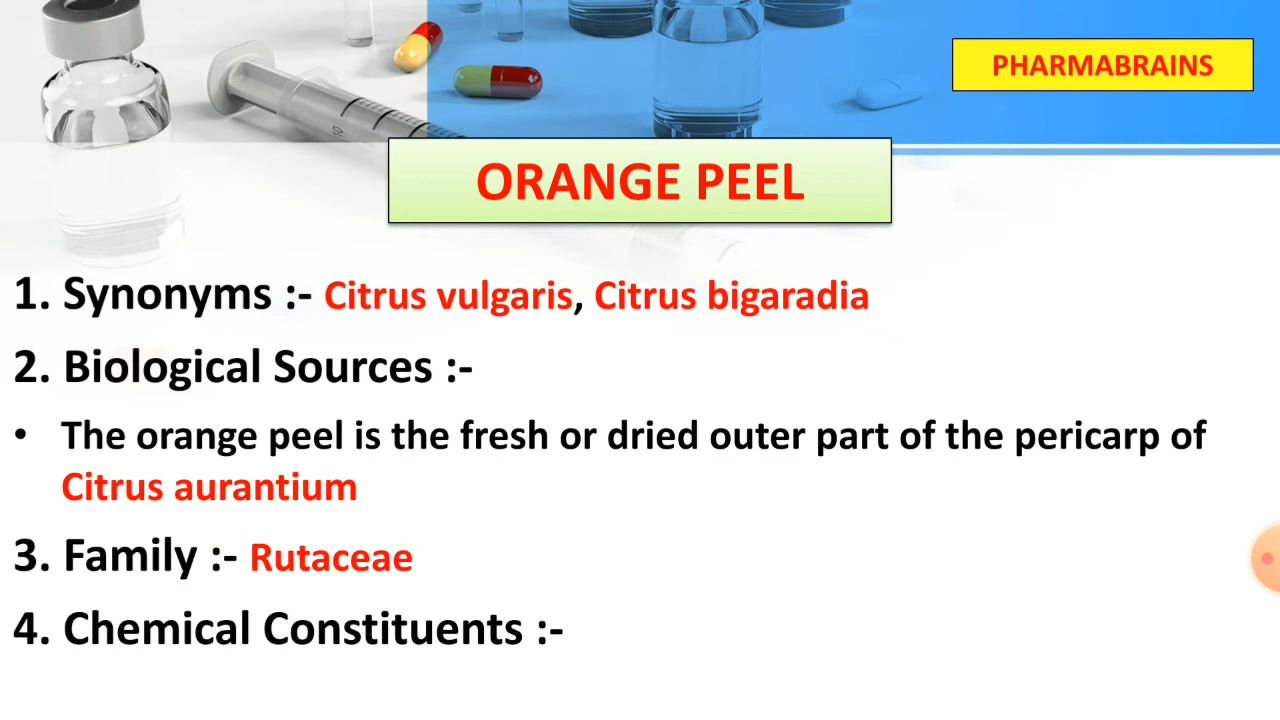 PHARMABRAINS
ORANGE PEEL
1. Synonyms :- Citrus vulgaris, Citrus bigaradia
2. Biological Sources :-
• The orange peel is the fresh or dried outer part of the pericarp of
Citrus aurantium
3. Family :- Rutaceae
4. Chemical Constituents :-